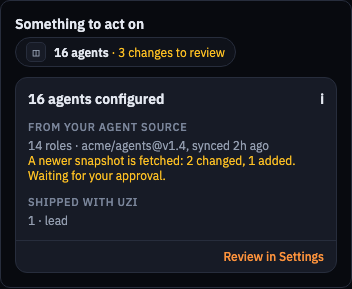 Something to act on
16 agents · 3 changes to review
16 agents configured
i
FROM YOUR AGENT SOURCE
14 roles · acme/agents@v1.4, synced 2h ago
A newer snapshot is fetched: 2 changed, 1 added.
Waiting for your approval.
SHIPPED WITH UZI
1 · lead
Review in Settings